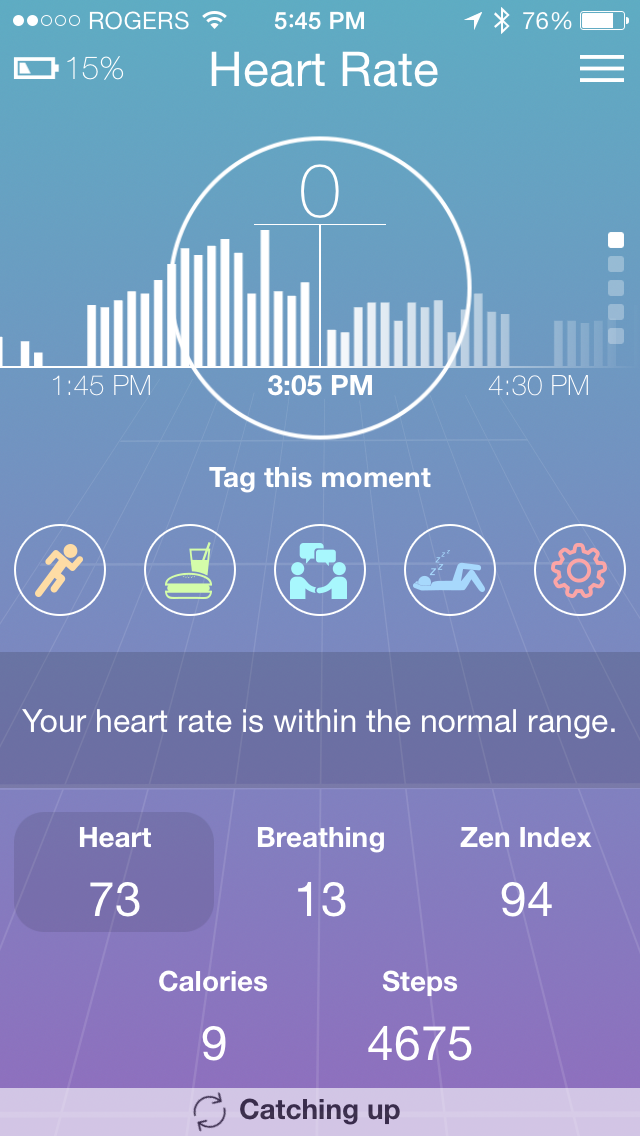 ROGERS 5:45 PM 76%
15% Heart Rate
0
1:45 PM 3:05 PM 4:30 PM
Tag this moment
z z z z z
Your heart rate is within the normal range.
Heart Breathing Zen Index
73 13 94
Calories Steps
9 4675
Catching up